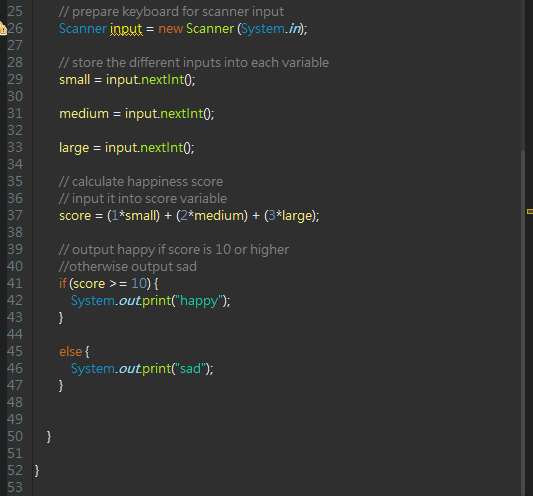 25 // prepare keyboard for scanner input
26 Scanner input = new Scanner (System.in);
27
28 // store the different inputs into each variable
29 small = input.nextInt();
30
31 medium = input.nextInt();
32
33 large = input.nextInt();
34
35 // calculate happiness score
36 // input it into score variable
37 score = (1*small) + (2*medium) + (3*large);
38
39 // output happy if score is 10 or higher
40 //otherwise output sad
41 if (score >= 10) {
42 System.out.print("happy");
43 }
44
45 else {
46 System.out.print("sad");
47 }
48
49
50 }
51
52 }
53